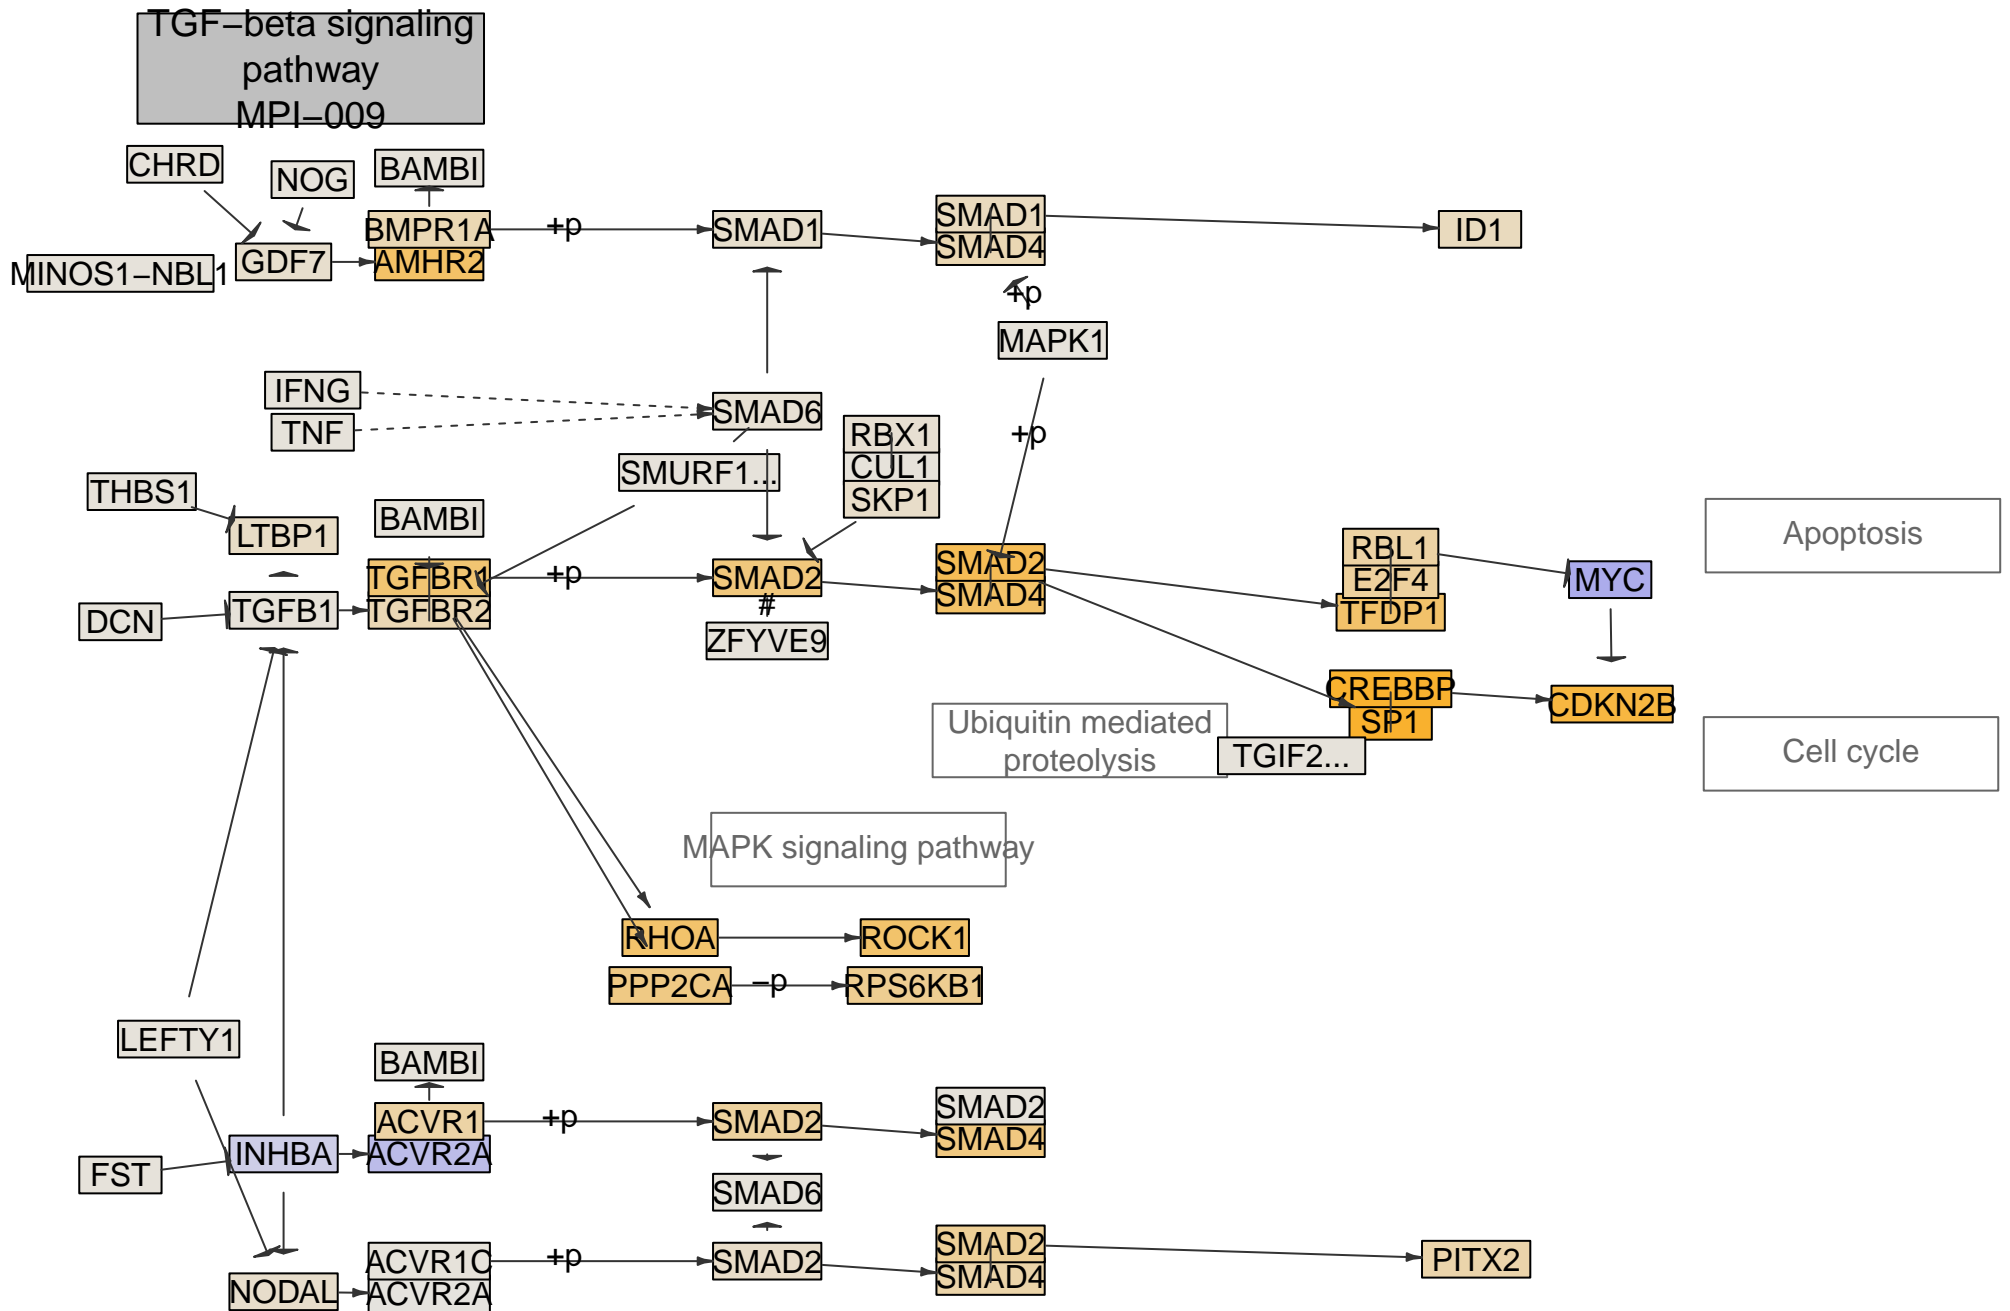 TGF−beta signaling
pathway
MPI−009
CHRD
NOG
BAMBI
BMPR1A
+p
SMAD1
SMAD1
SMAD4
ID1
MINOS1−NBL1
GDF7
AMHR2
+p
MAPK1
IFNG
TNF
SMAD6
RBX1
CUL1
SKP1
+p
SMURF1...
THBS1
LTBP1
BAMBI
TGFBR1
TGFBR2
+p
SMAD2
#
ZFYVE9
SMAD2
SMAD4
RBL1
E2F4
TFDP1
MYC
Apoptosis
DCN
TGFB1
CREBBP
SP1
CDKN2B
Ubiquitin mediated
proteolysis
TGIF2...
Cell cycle
MAPK signaling pathway
RHOA
ROCK1
PPP2CA
−p
RPS6KB1
LEFTY1
BAMBI
ACVR1
ACVR2A
+p
SMAD2
SMAD2
SMAD4
INHBA
FST
SMAD6
ACVR1C
ACVR2A
+p
SMAD2
SMAD2
SMAD4
PITX2
NODAL